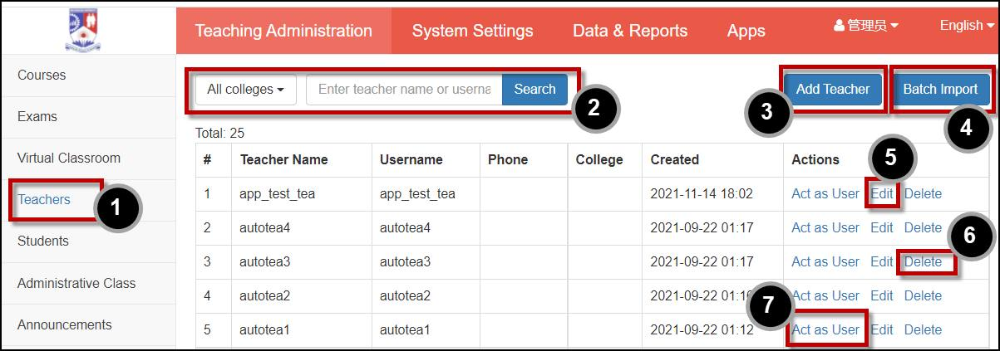 Teaching Administration System Settings Data & Reports Apps 管理员 English
Courses
Exams
Virtual Classroom
Teachers
Students
Administrative Class
Announcements
1
All colleges Enter teacher name or userna Search
2
Add Teacher
3
Batch Import
4
Total: 25
# Teacher Name Username Phone College Created Actions
5
1 app_test_tea app_test_tea 2021-11-14 18:02 Act as User Edit Delete
2 autotea4 autotea4 2021-09-22 01:17 Act as User Edit Delete
6
3 autotea3 autotea3 2021-09-22 01:17 Act as User Edit Delete
4 autotea2 autotea2 2021-09-22 Act as User Edit Delete
7
5 autotea1 autotea1 2021-09-22 01:12 Act as User Edit Delete